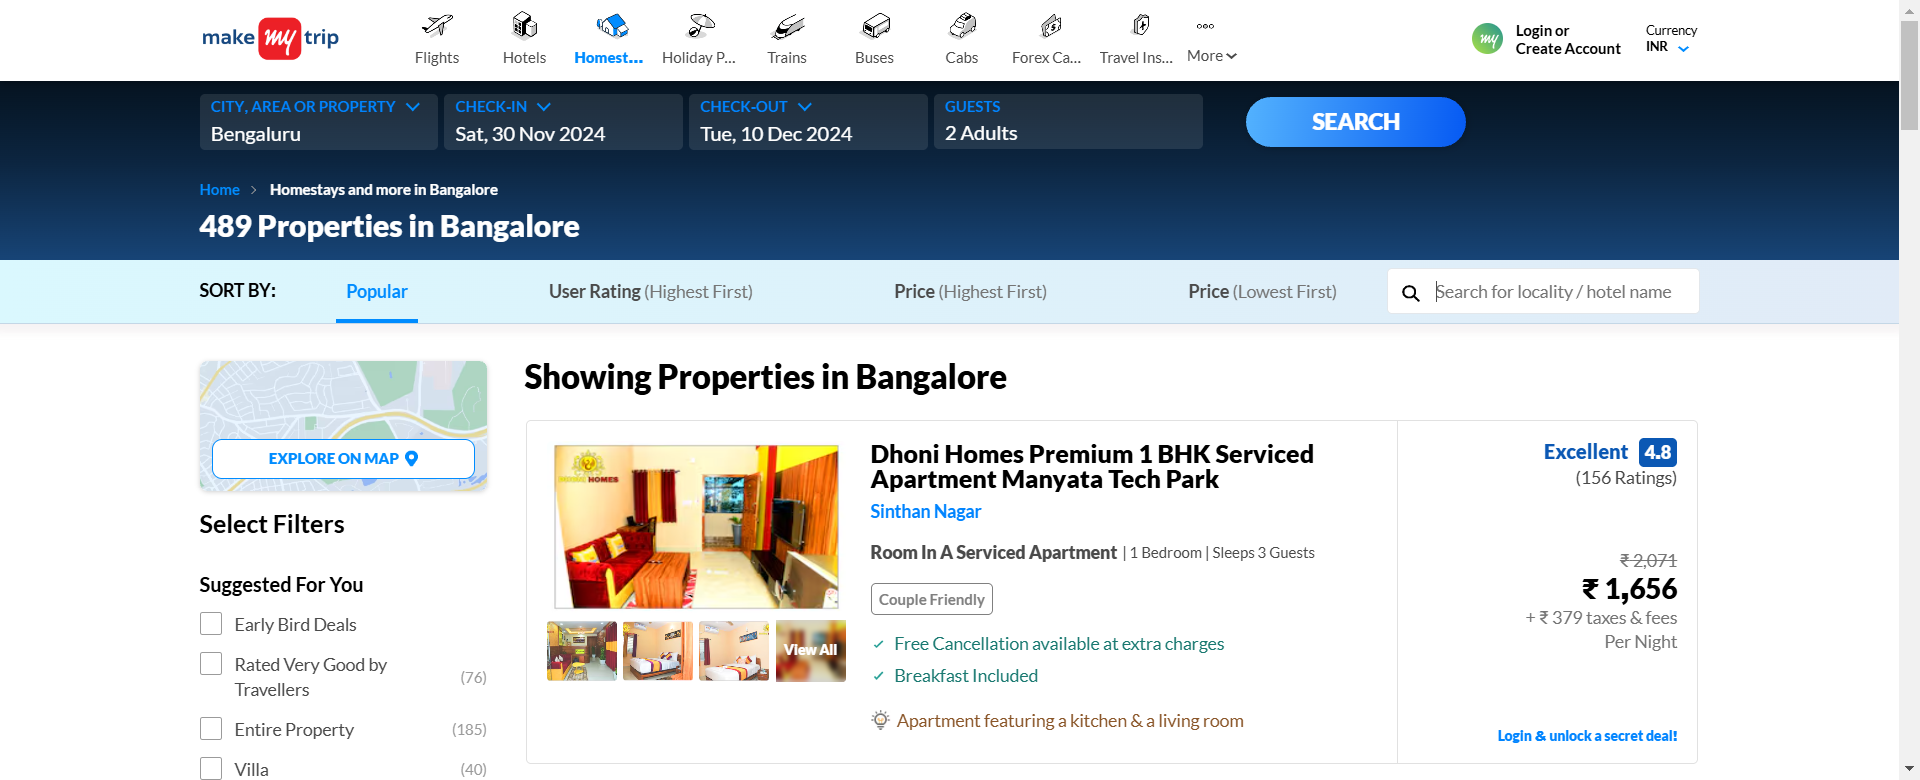 make my trip
Flights
Hotels
Homest...
Holiday P...
Trains
Buses
Cabs
Forex Ca...
Travel Ins...
More
my
Login or
Create Account
Currency
INR
CITY, AREA OR PROPERTY
Bengaluru
CHECK-IN
Sat, 30 Nov 2024
CHECK-OUT
Tue, 10 Dec 2024
GUESTS
2 Adults
SEARCH
Home > Homestays and more in Bangalore
489 Properties in Bangalore
SORT BY:
Popular
User Rating (Highest First)
Price (Highest First)
Price (Lowest First)
Search for locality / hotel name
EXPLORE ON MAP
Select Filters
Suggested For You
Early Bird Deals
Rated Very Good by
Travellers
(76)
Entire Property
(185)
Villa
(40)
Showing Properties in Bangalore
HOMES
View All
Dhoni Homes Premium 1 BHK Serviced
Apartment Manyata Tech Park
Sinthan Nagar
Room In A Serviced Apartment | 1 Bedroom | Sleeps 3 Guests
Couple Friendly
Free Cancellation available at extra charges
Breakfast Included
Apartment featuring a kitchen & a living room
Excellent 4.8
(156 Ratings)
₹ 2,071
₹ 1,656
+ ₹ 379 taxes & fees
Per Night
Login & unlock a secret deal!